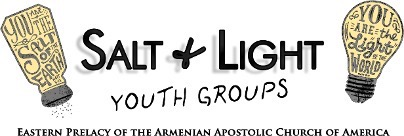 YOU ARE
THE
SALT
OF THE
EARTH
SALT & LIGHT
YOUTH GROUPS
YOU
ARE THE
light
OF THE
WORLD
EASTERN PRELACY OF THE ARMENIAN APOSTOLIC CHURCH OF AMERICA